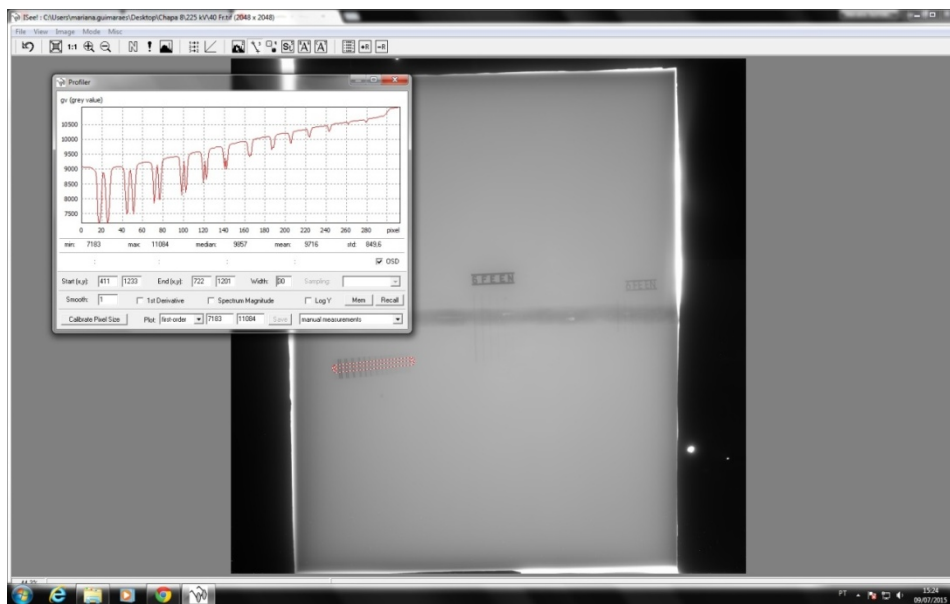 ISee! : C:\Users\mariana.guimaraes\Desktop\Chapa 8\225 kV\40 Fr.tif (2048 x 2048)
File View Image Mode Misc
1:1
Profiler
gv (grey value)
10500
10000
9500
9000
8500
8000
7500
0 20 40 60 80 100 120 140 160 180 200 220 240 260 280 pixel
min: 7183 max: 11084 median: 9857 mean: 9716 std: 849,6
: : : :
OSD
Start (x,y): 411 1233 End (x,y): 722 1201 Width: Sampling:
Smooth: 1 1st Derivative Spectrum Magnitude Log Y Mem Recall
Calibrate Pixel Size Plot: first-order 7183 11084 Save manual measurements
PT
15:24
09/07/2015